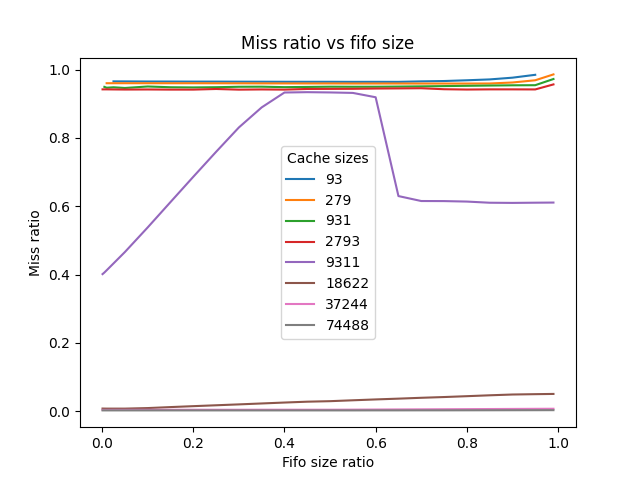 Miss ratio vs fifo size
1.0
0.8
0.6
0.4
0.2
0.0
Miss ratio
Cache sizes
93
279
931
2793
9311
18622
37244
74488
0.0 0.2 0.4 0.6 0.8 1.0
Fifo size ratio